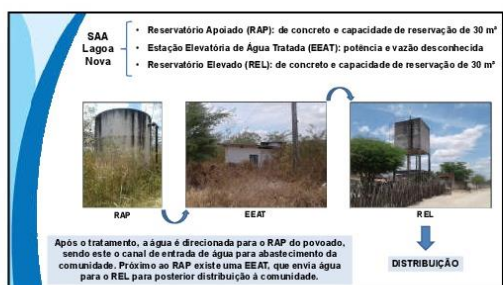 SAA
Lagoa
Nova
• Reservatório Apoiado (RAP): de concreto e capacidade de reservação de 30 m³
• Estação Elevatória de Água Tratada (EEAT): potência e vazão desconhecida
• Reservatório Elevado (REL): de concreto e capacidade de reservação de 30 m³
RAP
EEAT
REL
Após o tratamento, a água é direcionada para o RAP do povoado,
sendo este o canal de entrada de água para abastecimento da
comunidade. Próximo ao RAP existe uma EEAT, que envia água
para o REL para posterior distribuição à comunidade.
DISTRIBUIÇÃO